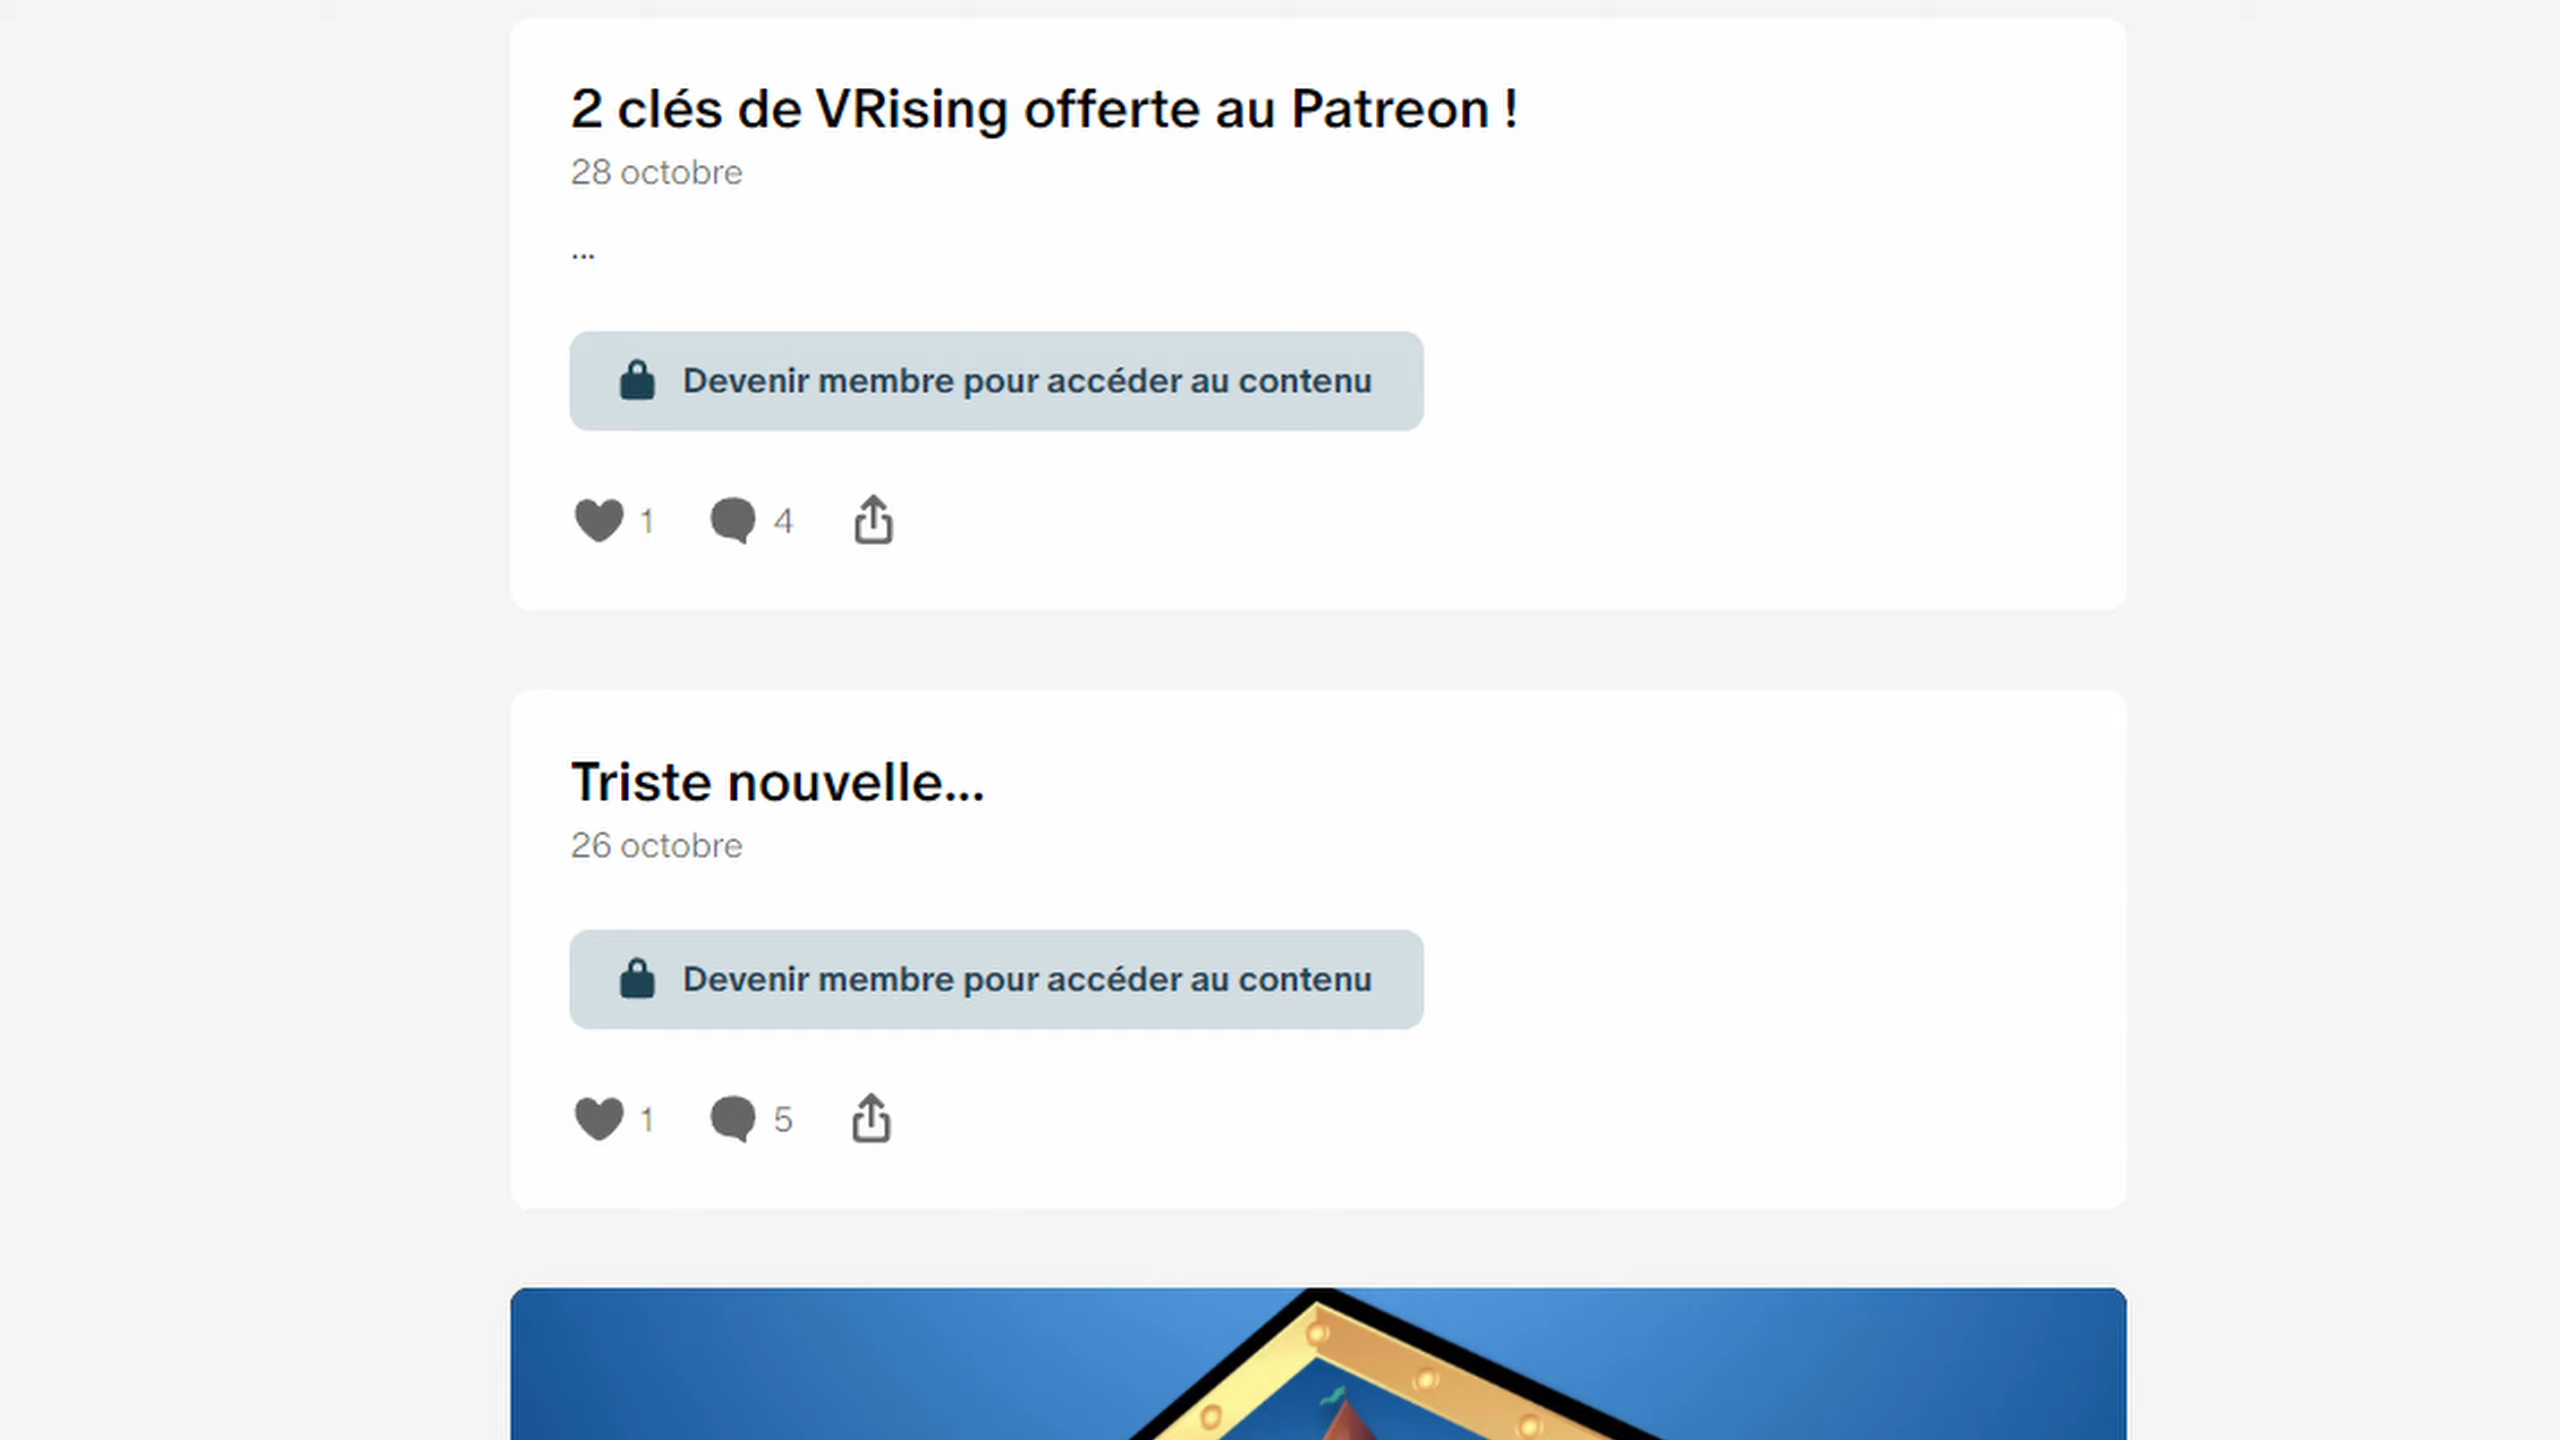 2 clés de VRising offerte au Patreon !
28 octobre
...
Devenir membre pour accéder au contenu
1 4
Triste nouvelle...
26 octobre
Devenir membre pour accéder au contenu
1 5